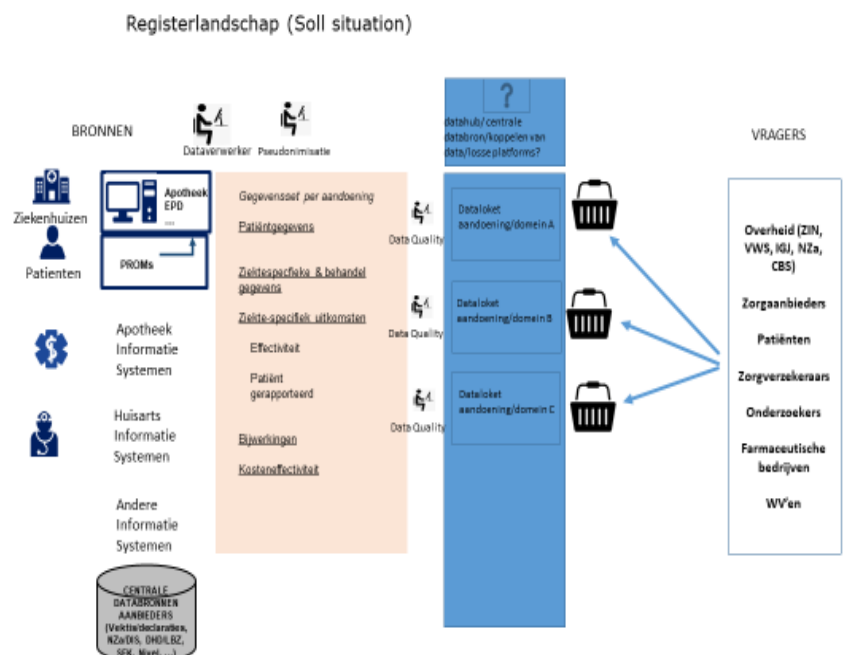 Registerlandschap (Soll situation)
BRONNEN
Dataverwerker
Pseudonimisatie
?
datahub/ centrale
databron/koppelen van
data/losse platforms?
VRAGERS
Ziekenhuizen
Patienten
Apotheek
EPD
....
PROMs
Apotheek
Informatie
Systemen
Huisarts
Informatie
Systemen
Andere
Informatie
Systemen
CENTRALE
DATABRONNEN
AANBIEDERS
(Vektis/declaraties,
NZa/DIS, DHD/LBZ,
SFK, Nivel, ...)
Gegevensset per aandoening
Patiëntgegevens
Ziektespecfieke & behandel
gegevens
Ziekte-specifiek uitkomsten
Effectiviteit
Patiënt
gerapporteerd
Bijwerkingen
Kosteneffectiviteit
Data Quality
Data Quality
Data Quality
Dataloket
aandoening/domein A
Dataloket
aandoening/domein B
Dataloket
aandoening/domein C
Overheid (ZIN,
VWS, IGJ, NZa,
CBS)
Zorgaanbieders
Patiënten
Zorgverzekeraars
Onderzoekers
Farmaceutische
bedrijven
WV'en